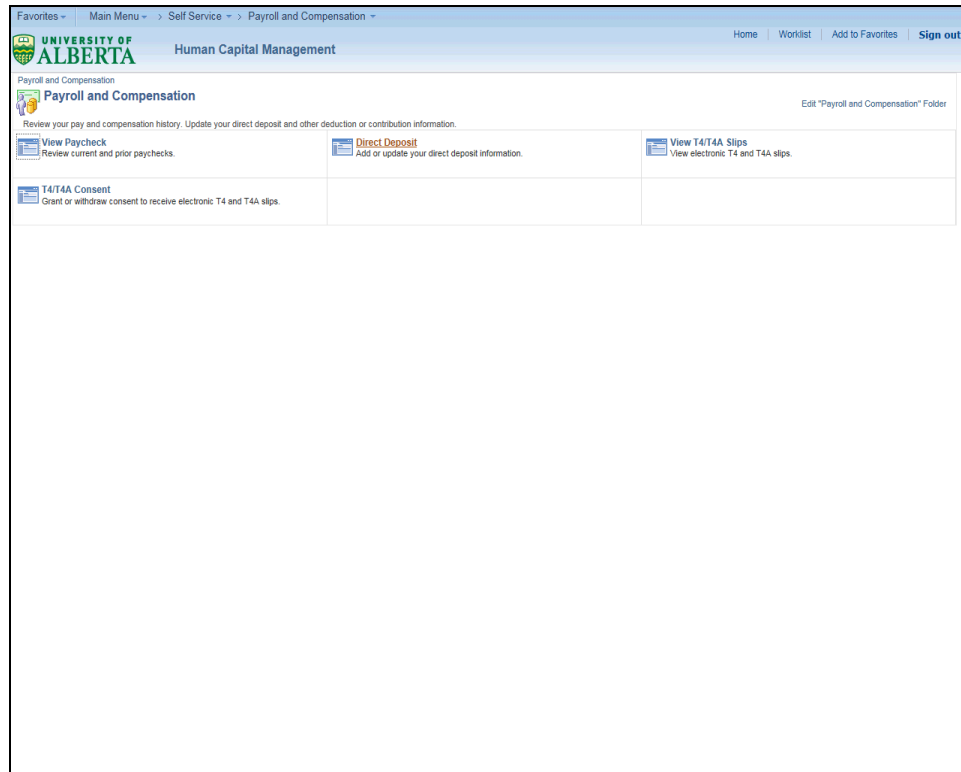 Favorites Main Menu > Self Service > Payroll and Compensation
Home Worklist Add to Favorites Sign out
UNIVERSITY OF
ALBERTA
Human Capital Management
Payroll and Compensation
Payroll and Compensation
Edit "Payroll and Compensation" Folder
Review your pay and compensation history. Update your direct deposit and other deduction or contribution information.
View Paycheck
Review current and prior paychecks.
Direct Deposit
Add or update your direct deposit information.
View T4/T4A Slips
View electronic T4 and T4A slips.
T4/T4A Consent
Grant or withdraw consent to receive electronic T4 and T4A slips.